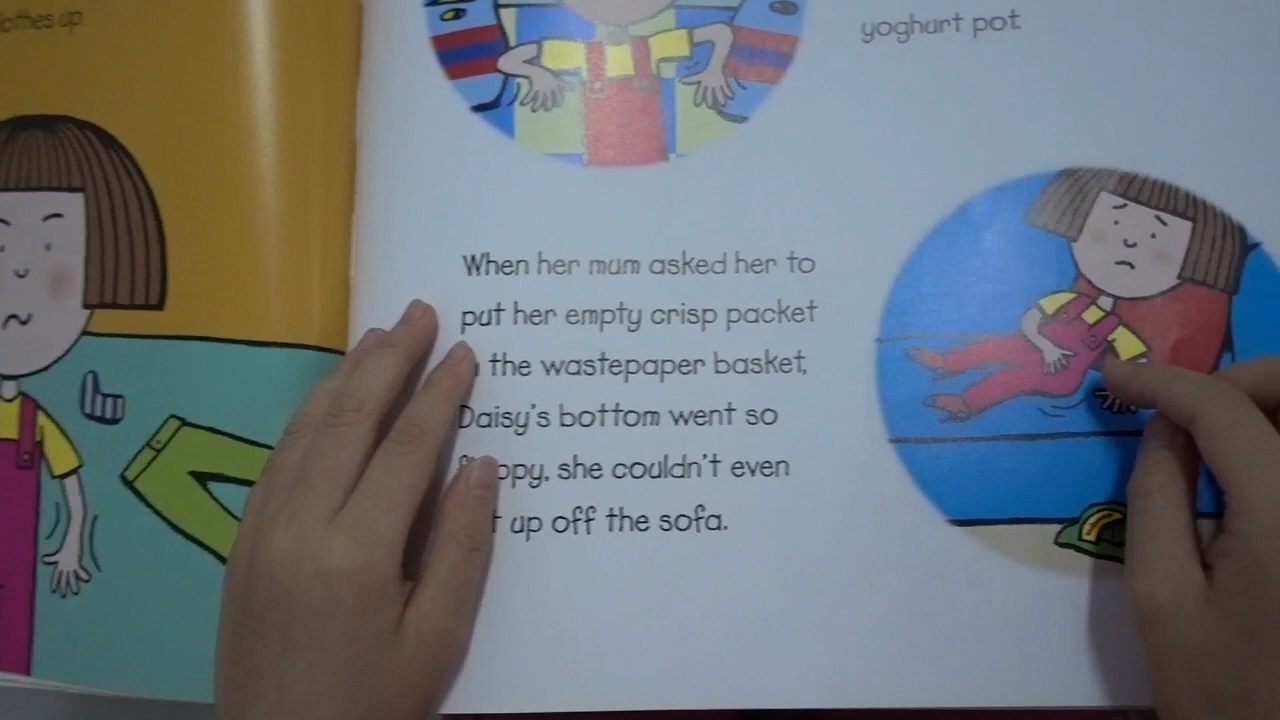 clothes up
yoghurt pot.
When her mum asked her to
put her empty crisp packet
the wastepaper basket,
Daisy's bottom went so
she couldn't even
up off the sofa.